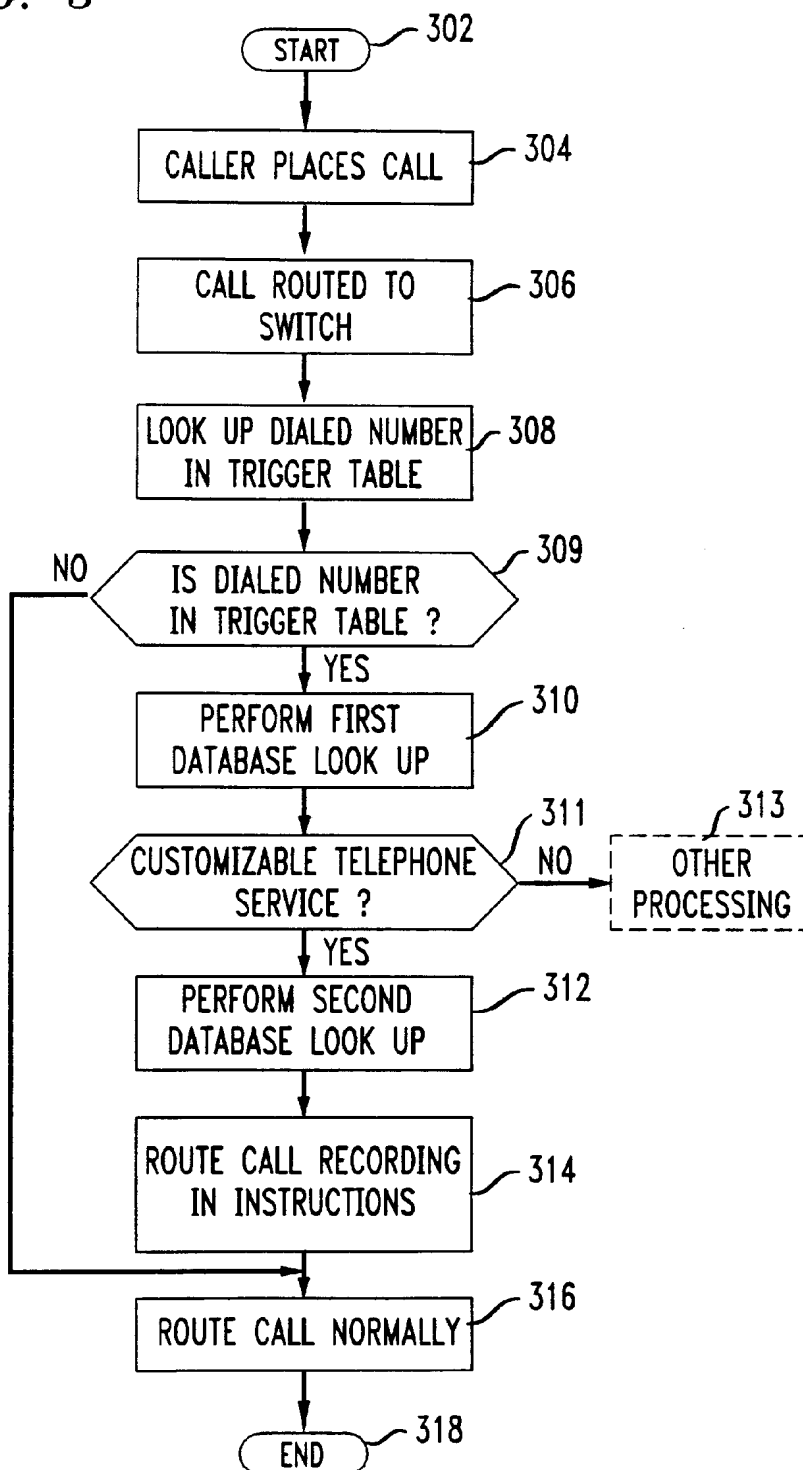 START
302
CALLER PLACES CALL
304
CALL ROUTED TO
SWITCH
306
LOOK UP DIALED NUMBER
IN TRIGGER TABLE
308
NO
IS DIALED NUMBER
IN TRIGGER TABLE ?
309
YES
PERFORM FIRST
DATABASE LOOK UP
310
CUSTOMIZABLE TELEPHONE
SERVICE ?
311
NO
OTHER
PROCESSING
313
YES
PERFORM SECOND
DATABASE LOOK UP
312
ROUTE CALL RECORDING
IN INSTRUCTIONS
314
ROUTE CALL NORMALLY
316
END
318